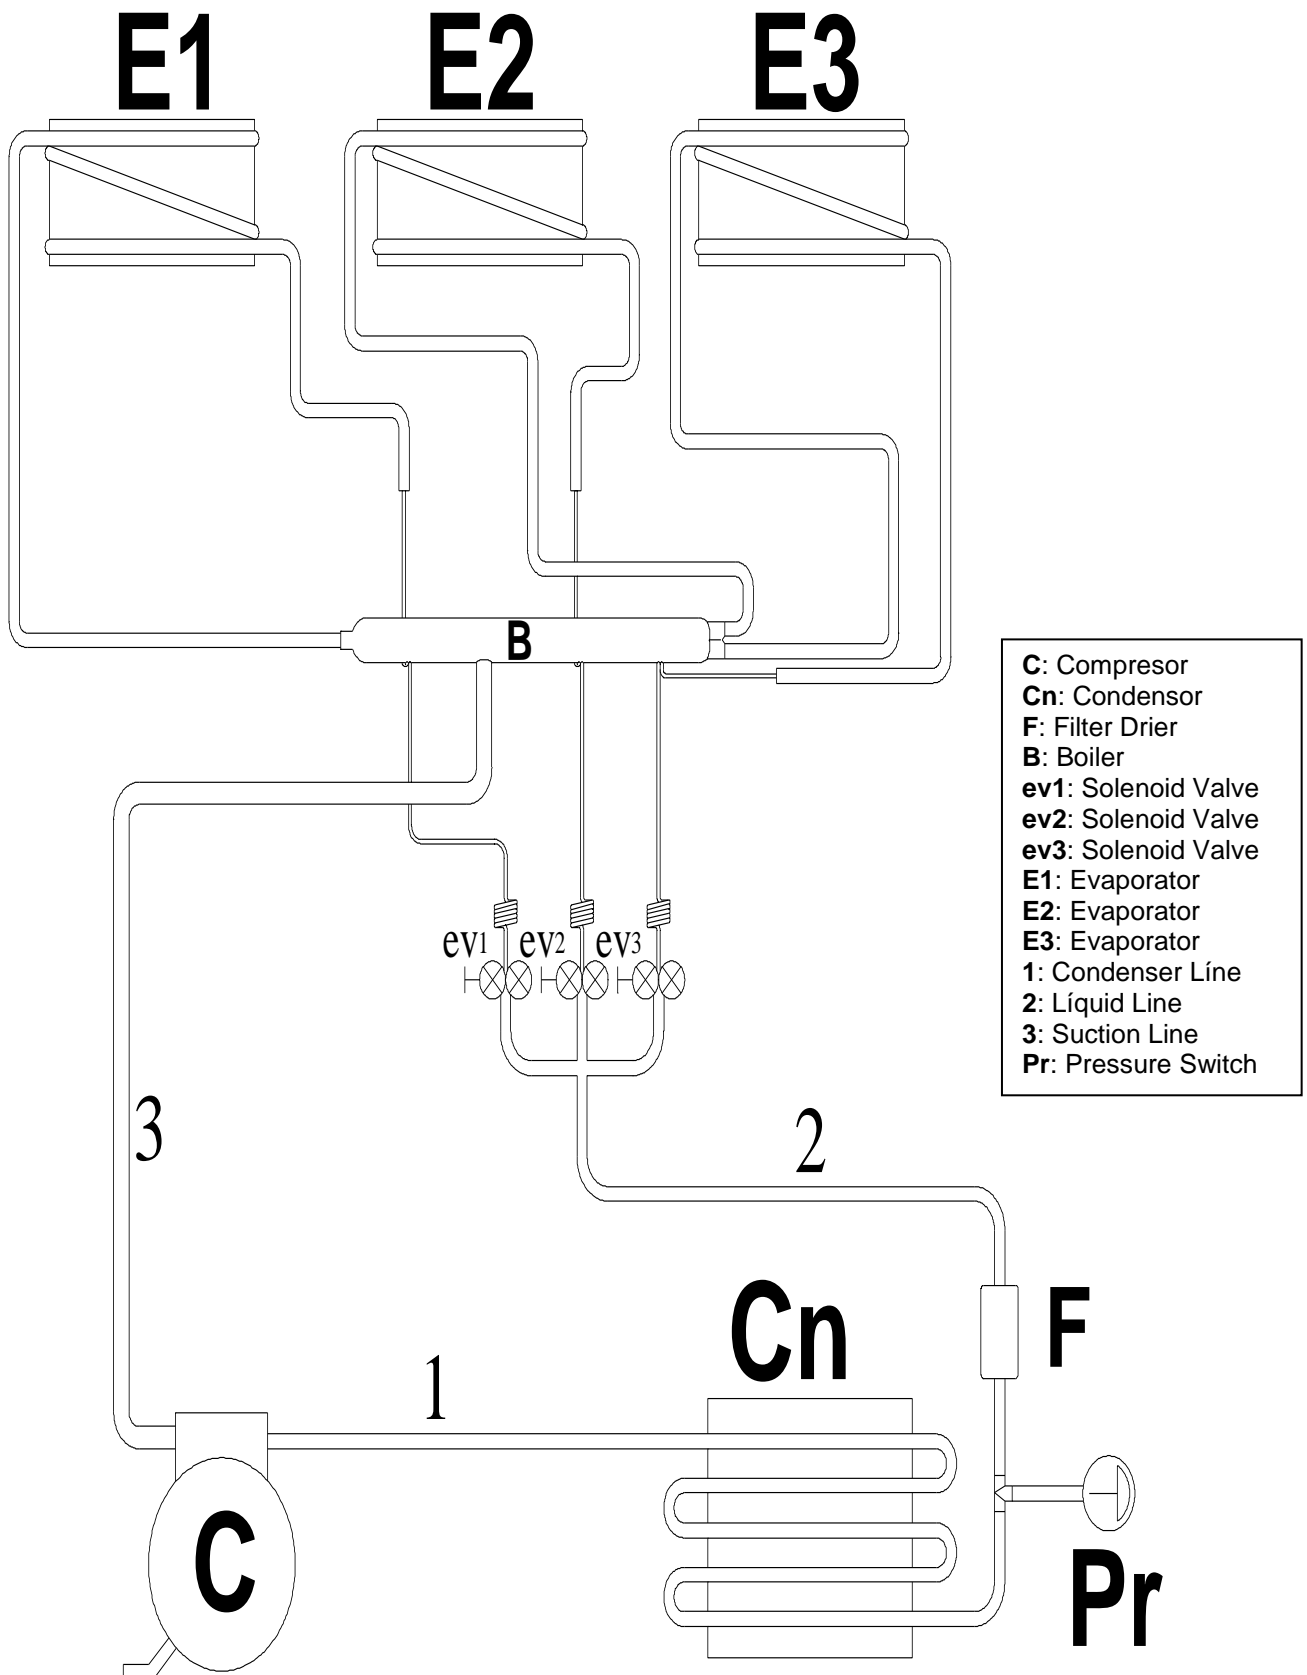 E1 E2 E3
B
C: Compresor
Cn: Condensor
F: Filter Drier
B: Boiler
ev1: Solenoid Valve
ev2: Solenoid Valve
ev3: Solenoid Valve
E1: Evaporator
E2: Evaporator
E3: Evaporator
1: Condenser Líne
2: Líquid Line
3: Suction Line
Pr: Pressure Switch
ev1 ev2 ev3
3
2
Cn
F
1
C
Pr